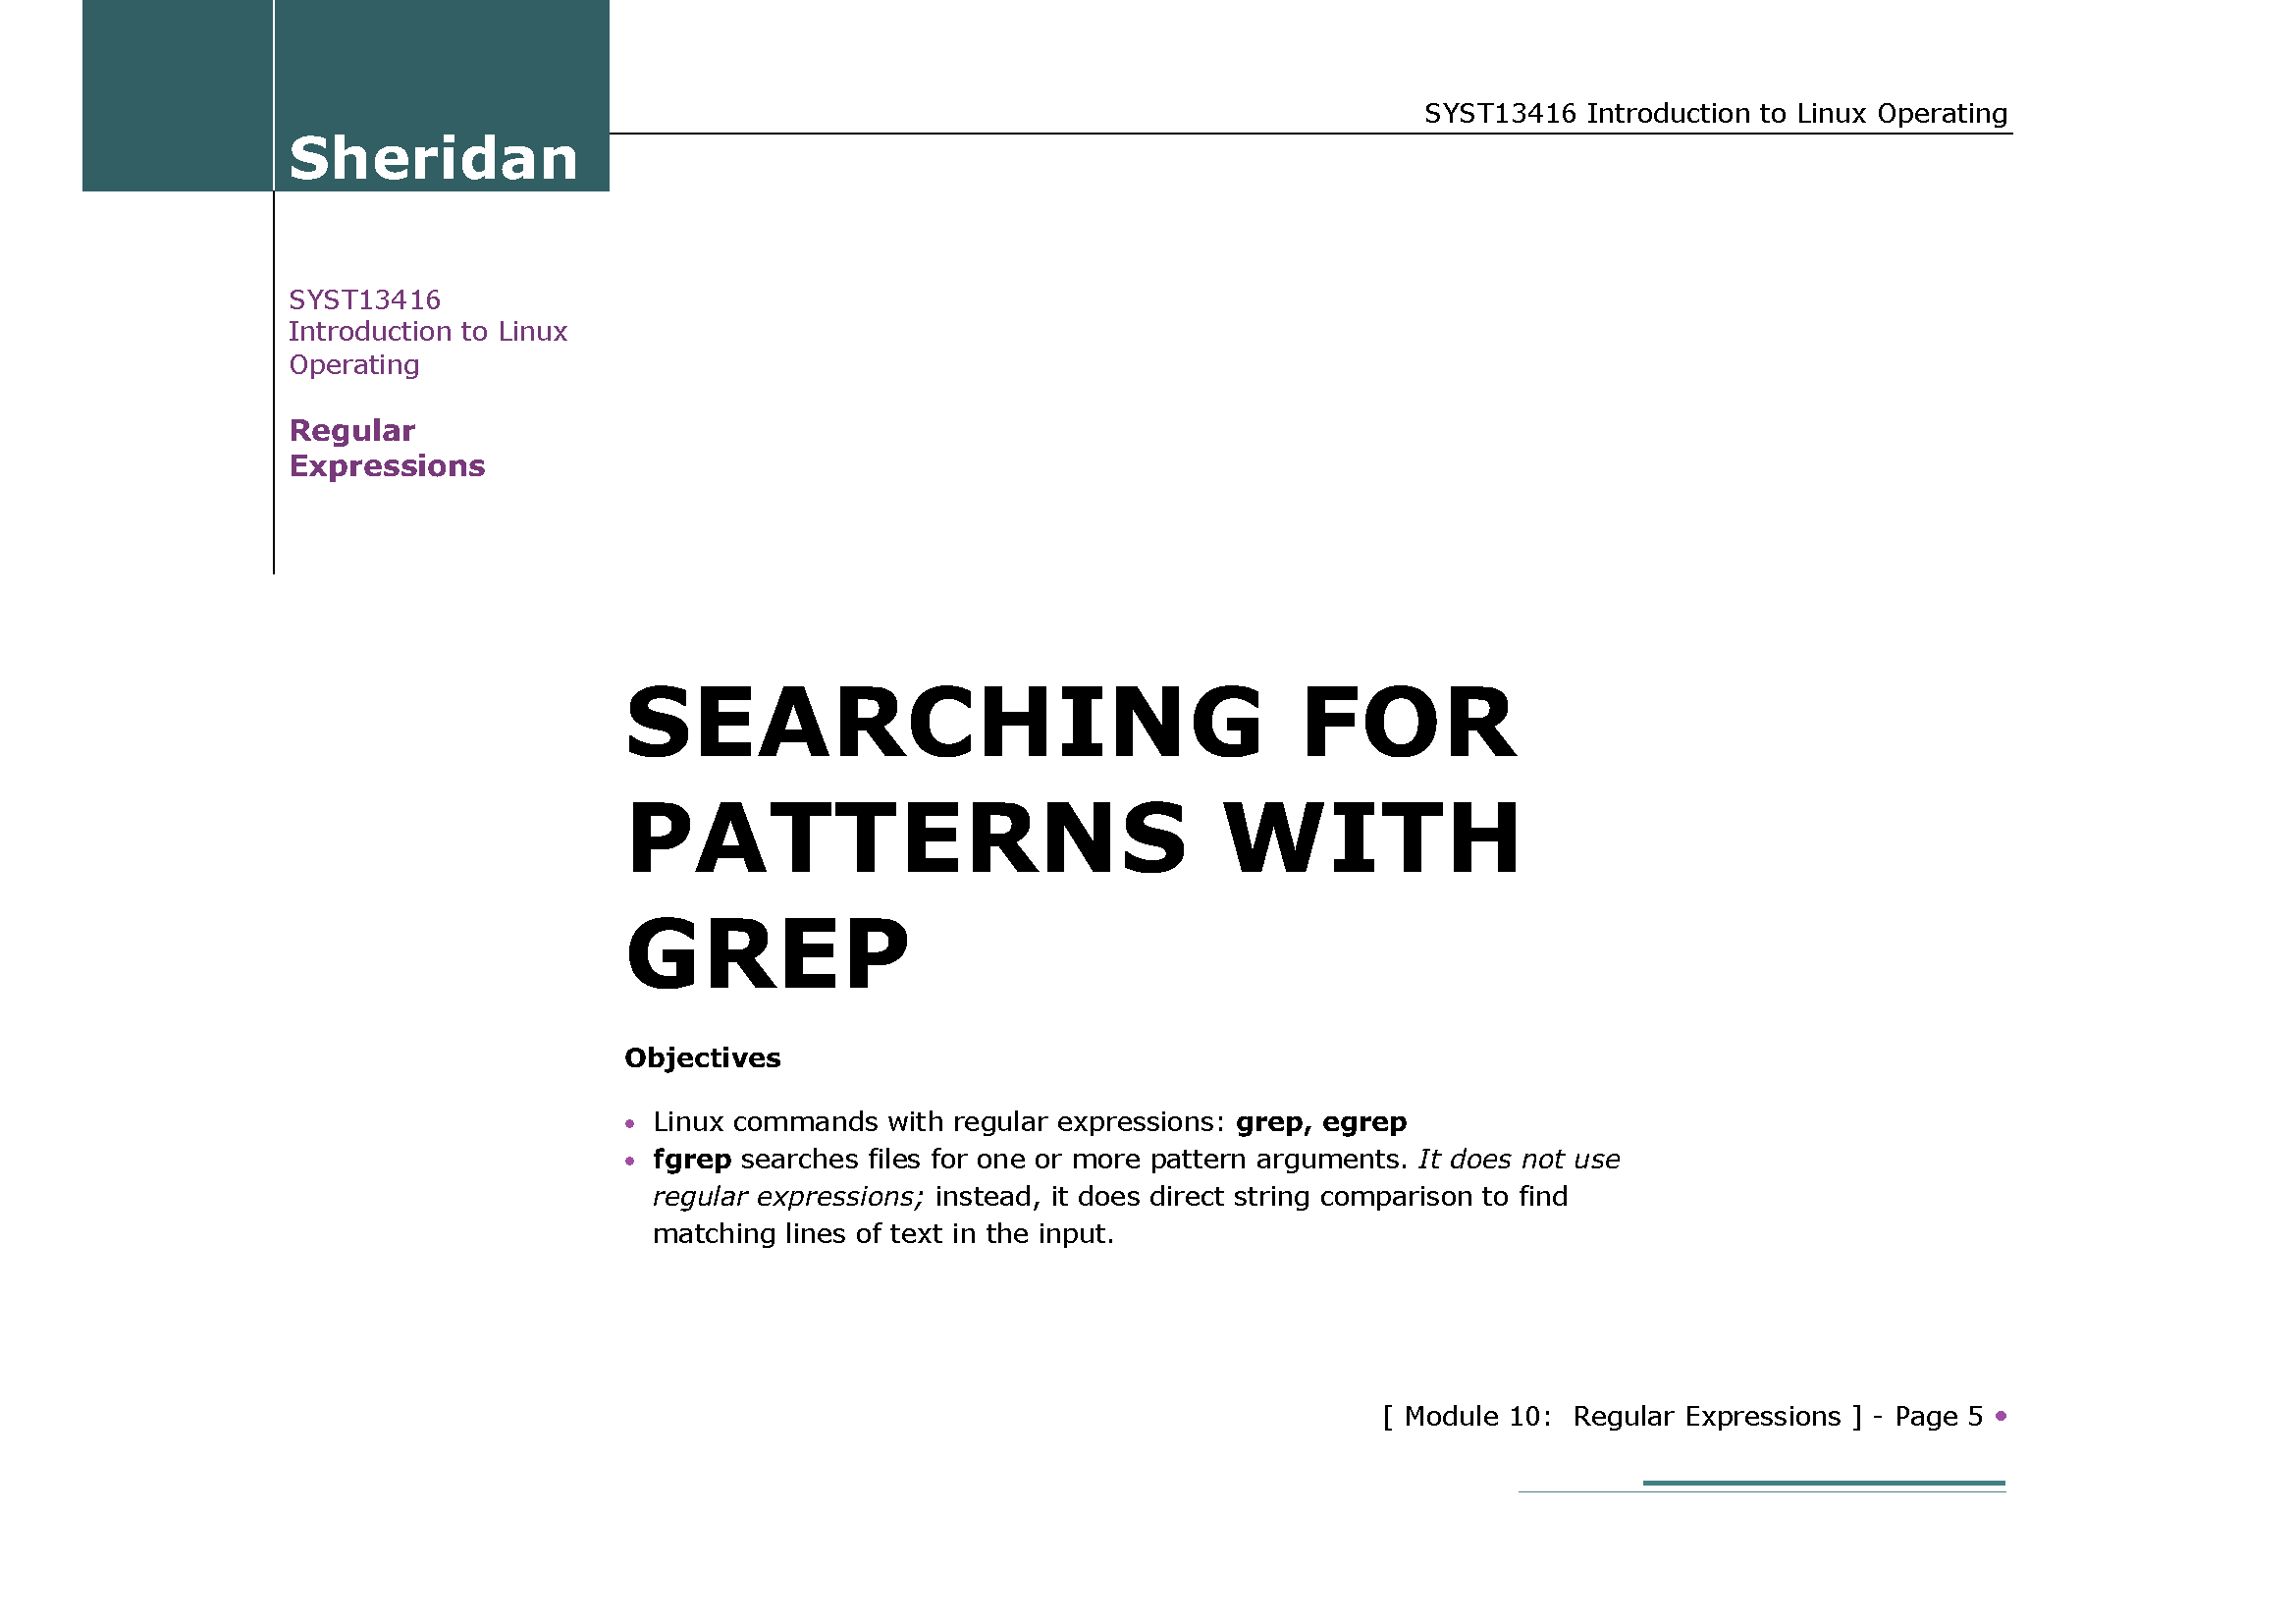 Sheridan
SYST13416 Introduction to Linux Operating
SYST13416
Introduction to Linux
Operating
Regular
Expressions
SEARCHING FOR
PATTERNS WITH
GREP
Objectives
• Linux commands with regular expressions: grep, egrep
• fgrep searches files for one or more pattern arguments. It does not use
regular expressions; instead, it does direct string comparison to find
matching lines of text in the input.
[ Module 10:  Regular Expressions ] - Page 5 •